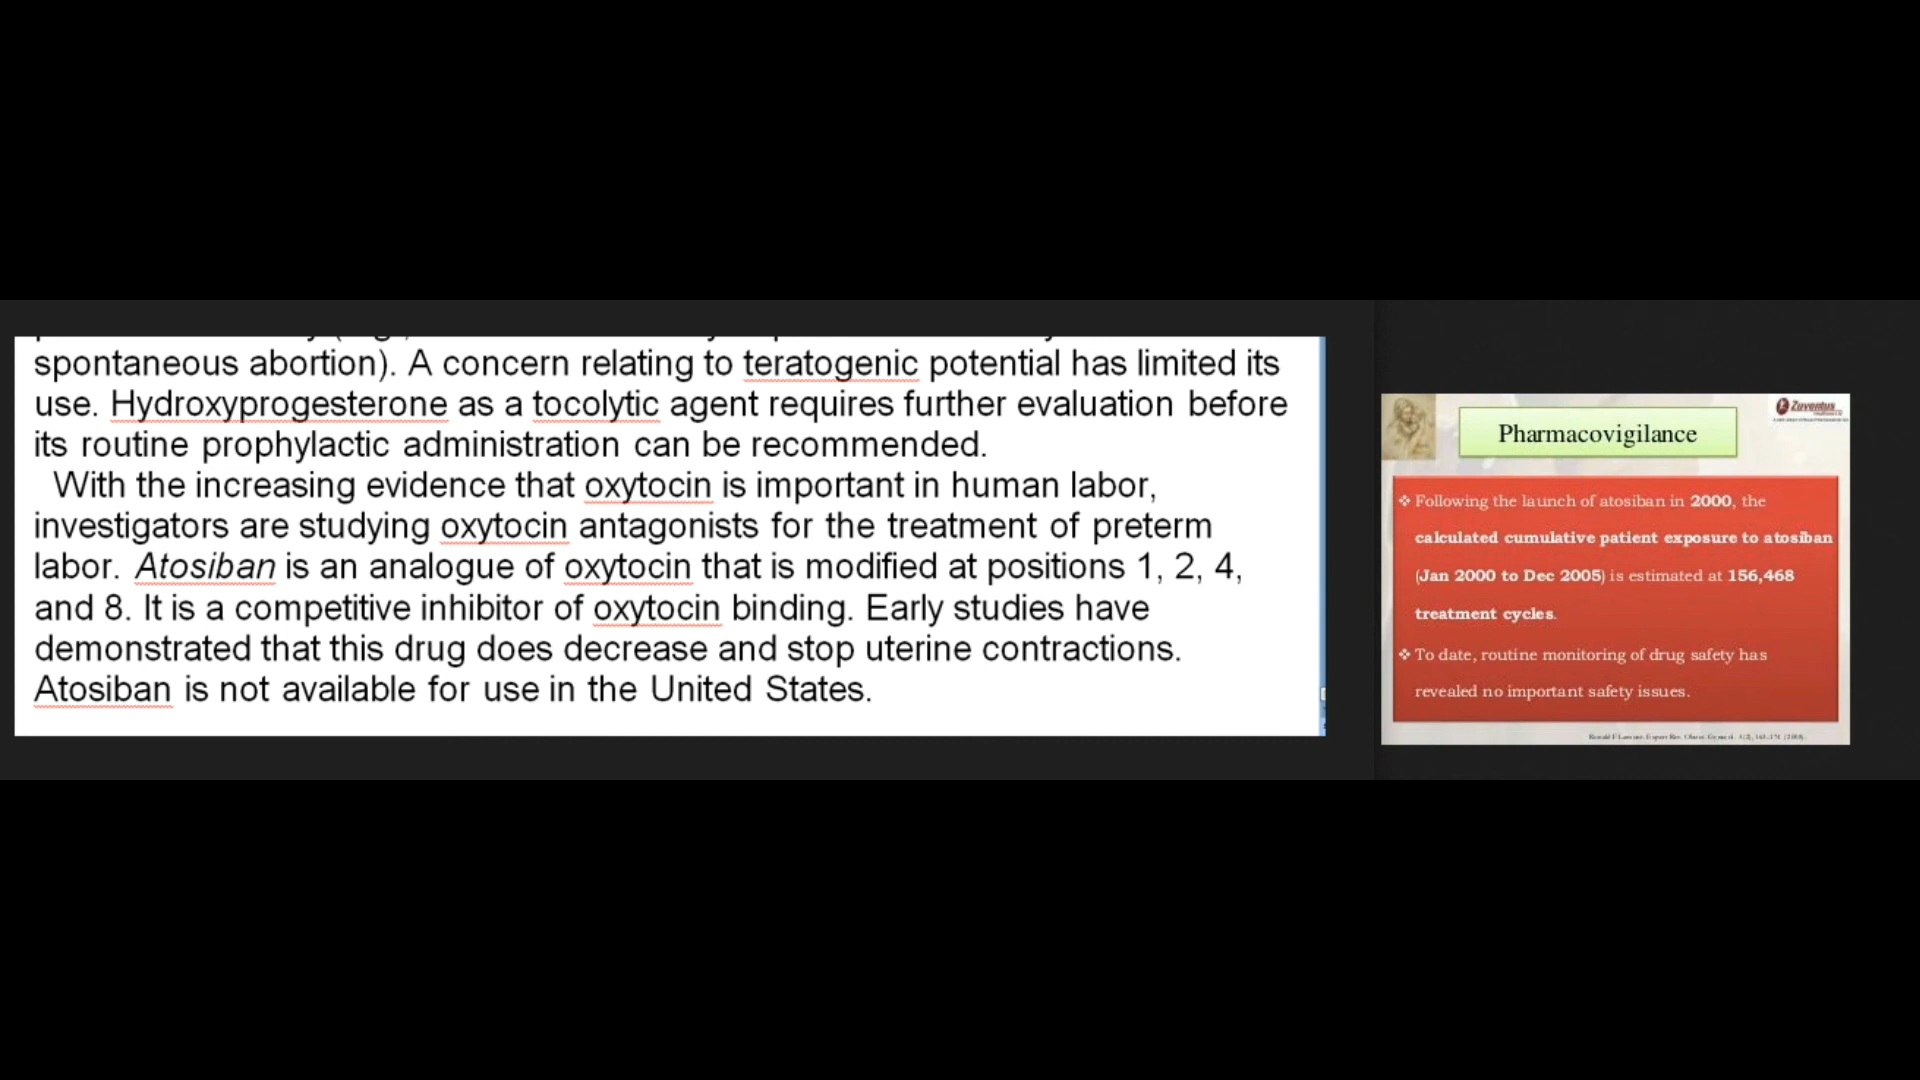 spontaneous abortion). A concern relating to teratogenic potential has limited its
use. Hydroxyprogesterone as a tocolytic agent requires further evaluation before
its routine prophylactic administration can be recommended.
With the increasing evidence that oxytocin is important in human labor,
investigators are studying oxytocin antagonists for the treatment of preterm
labor. Atosiban is an analogue of oxytocin that is modified at positions 1, 2, 4,
and 8. It is a competitive inhibitor of oxytocin binding. Early studies have
demonstrated that this drug does decrease and stop uterine contractions.
Atosiban is not available for use in the United States.
Zuventus
Pharmacovigilance
❖ Following the launch of atosiban in 2000, the
calculated cumulative patient exposure to atosiban
(Jan 2000 to Dec 2005) is estimated at 156,468
treatment cycles.
❖ To date, routine monitoring of drug safety has
revealed no important safety issues.